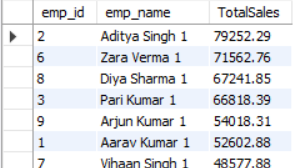 emp_id emp_name TotalSales
2 Aditya Singh 1 79252.29
6 Zara Verma 1 71562.76
8 Diya Sharma 1 67241.85
3 Pari Kumar 1 66818.39
9 Arjun Kumar 1 54018.31
1 Aarav Kumar 1 52602.88
7 Vihaan Singh 1 48577.88